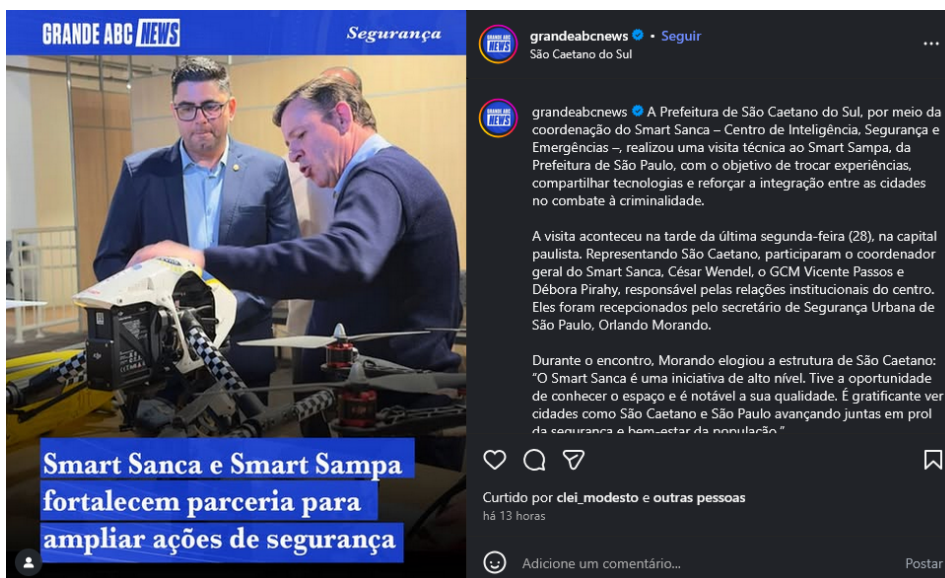 GRANDE ABC NEWS
Segurança
Smart Sanca e Smart Sampa
fortalecem parceria para
ampliar ações de segurança
grandeabcnews • Seguir
São Caetano do Sul
grandeabcnews A Prefeitura de São Caetano do Sul, por meio da
coordenação do Smart Sanca – Centro de Inteligência, Segurança e
Emergências –, realizou uma visita técnica ao Smart Sampa, da
Prefeitura de São Paulo, com o objetivo de trocar experiências,
compartilhar tecnologias e reforçar a integração entre as cidades
no combate à criminalidade.
A visita aconteceu na tarde da última segunda-feira (28), na capital
paulista. Representando São Caetano, participaram o coordenador
geral do Smart Sanca, César Wendel, o GCM Vicente Passos e
Débora Pirahy, responsável pelas relações institucionais do centro.
Eles foram recepcionados pelo secretário de Segurança Urbana de
São Paulo, Orlando Morando.
Durante o encontro, Morando elogiou a estrutura de São Caetano:
“O Smart Sanca é uma iniciativa de alto nível. Tive a oportunidade
de conhecer o espaço e é notável a sua qualidade. É gratificante ver
cidades como São Caetano e São Paulo avançando juntas em prol
da segurança e bem-estar da população.”
Curtido por clei_modesto e outras pessoas
há 13 horas
Adicione um comentário...
Postar